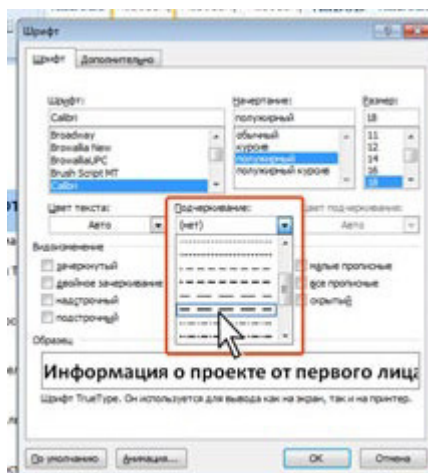 Шрифт
Шрифт Дополнительно
Шрифт: Начертание: Размер:
Calibri полужирный 18
Broadway обычный 11
Browallia New курсив 12
BrowalliaUPC полужирный 14
Brush Script MT полужирный курсив 16
Calibri 18
Цвет текста: Подчеркивание: Цвет подчеркивания:
Авто (нет) Авто
Видоизменение
зачеркнутый малые прописные
двойное зачеркивание все прописные
надстрочный скрытый
подстрочный
Образец
Информация о проекте от первого лица
Шрифт TrueType. Он используется для вывода как на экран, так и на принтер.
По умолчанию Анимация... ОК Отмена